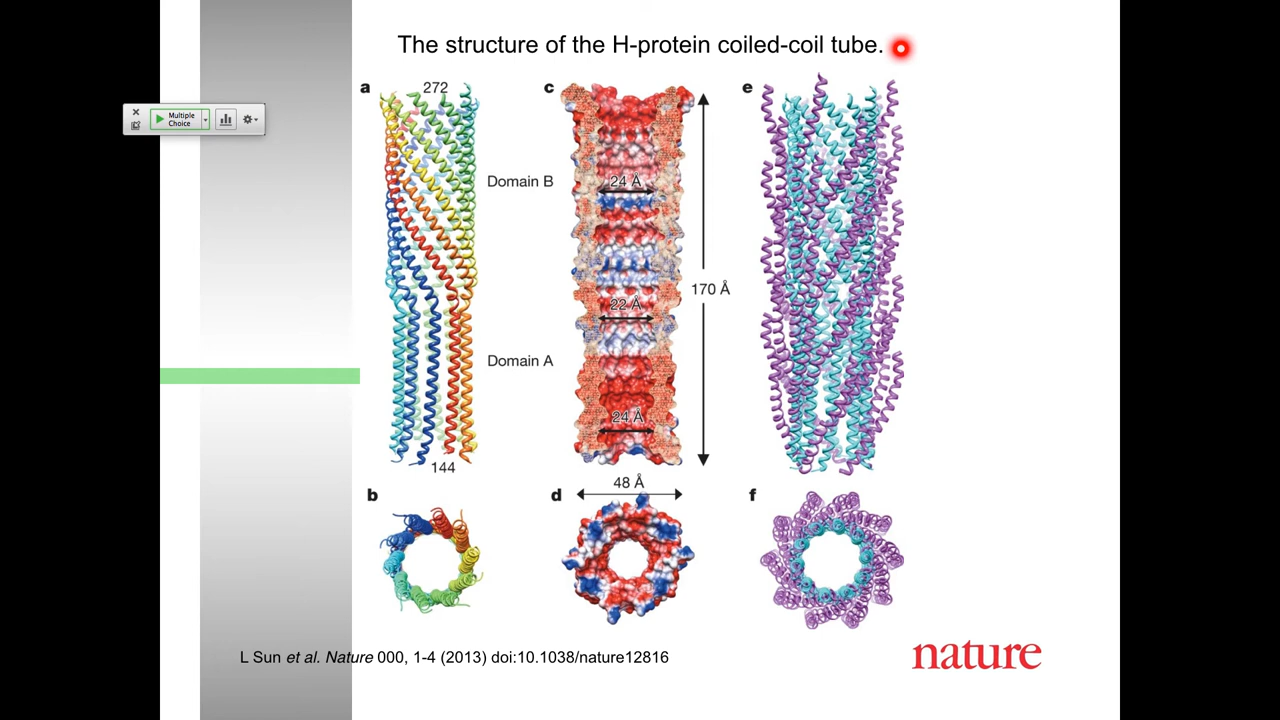 The structure of the H-protein coiled-coil tube.
Multiple
Choice
a
272
c
e
Domain B
24 Å
170 Å
22 Å
Domain A
24 Å
144
48 Å
b
d
f
L Sun et al. Nature 000, 1-4 (2013) doi:10.1038/nature12816
nature